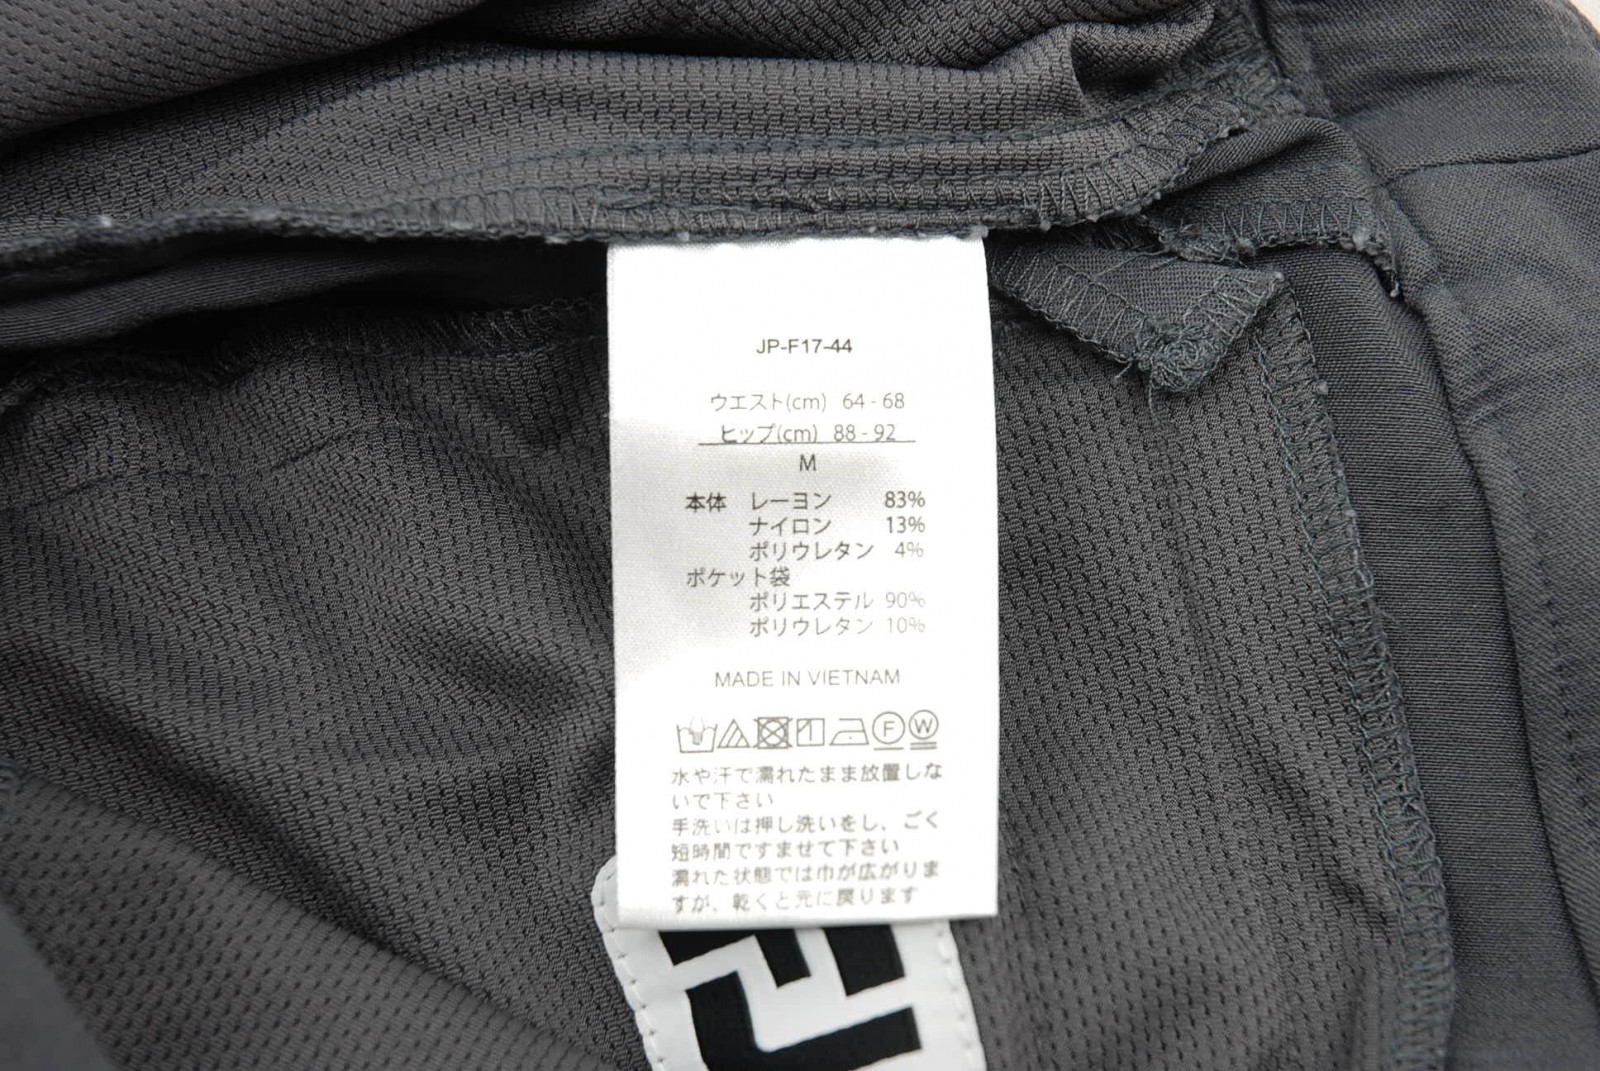 JP-F17-44
ウエスト(cm) 64 - 68
ヒップ(cm) 88 - 92
M
本体 レーヨン 83%
ナイロン 13%
ポリウレタン 4%
ポケット袋
ポリエステル 90%
ポリウレタン 10%
MADE IN VIETNAM
F W
水や汗で濡れたまま放置しな
いで下さい
手洗いは押し洗いをし、ごく
短時間ですませて下さい
濡れた状態では巾が広がりま
すが、乾くと元に戻ります